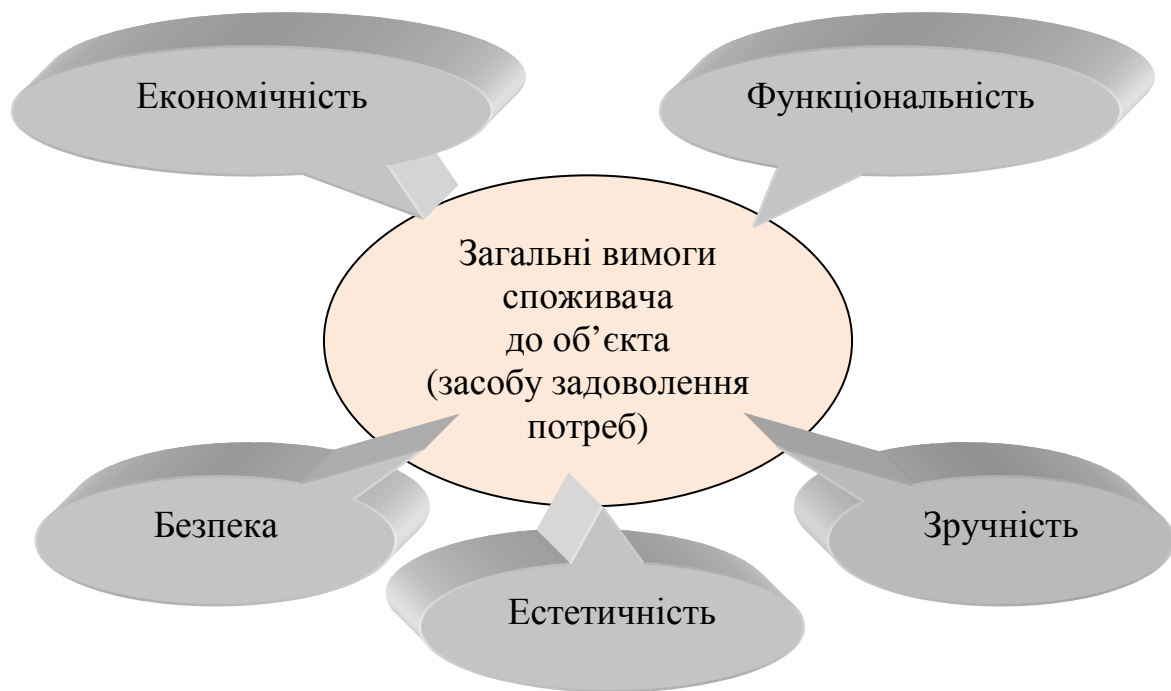 Економічність
Функціональність
Загальні вимоги
споживача
до об’єкта
(засобу задоволення
потреб)
Безпека
Зручність
Естетичність